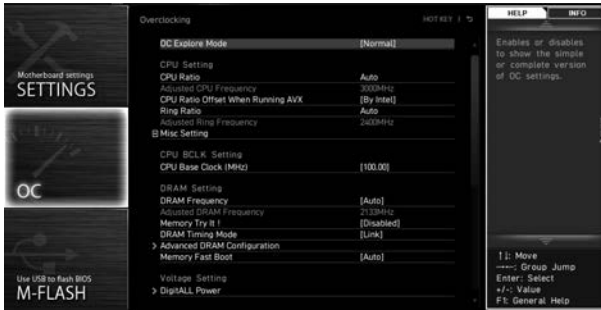 Overclocking
HOT KEY
HELP
INFO
OC Explore Mode [Normal]
CPU Setting
CPU Ratio Auto
Adjusted CPU Frequency 3000MHz
CPU Ratio Offset When Running AVX [By Intel]
Ring Ratio Auto
Adjusted Ring Frequency 2400MHz
Misc Setting
CPU BCLK Setting
CPU Base Clock (MHz) [100.00]
DRAM Setting
DRAM Frequency [Auto]
Adjusted DRAM Frequency 2133MHz
Memory Try It ! [Disabled]
DRAM Timing Mode [Link]
> Advanced DRAM Configuration
Memory Fast Boot [Auto]
Voltage Setting
> DigitALL Power
Motherboard settings
SETTINGS
OC
Use USB to flash BIOS
M-FLASH
Enables or disables
to show the simple
or complete version
of OC settings.
↑↓: Move
→←: Group Jump
Enter: Select
+/-: Value
F1: General Help